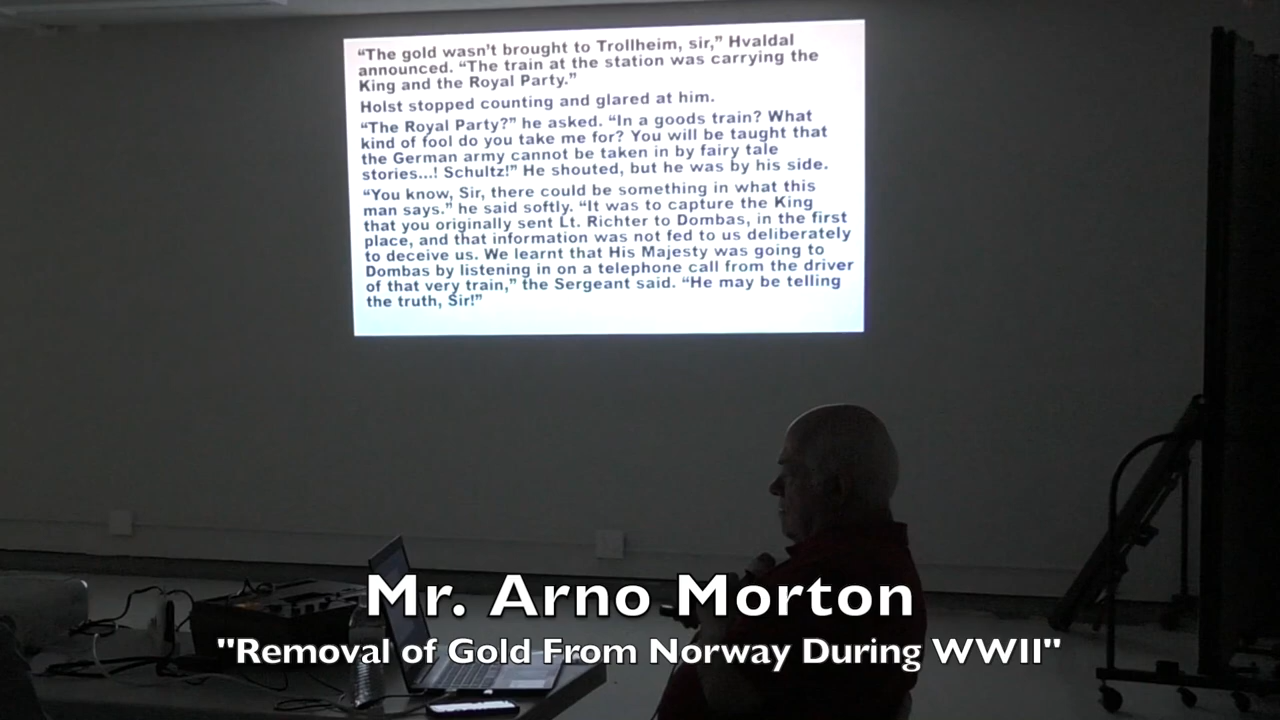 “The gold wasn’t brought to Trollheim, sir,” Hvaldal
announced. “The train at the station was carrying the
King and the Royal Party.”
Holst stopped counting and glared at him.
“The Royal Party?” he asked. “In a goods train? What
kind of fool do you take me for? You will be taught that
the German army cannot be taken in by fairy tale
stories...! Schultz!” He shouted, but he was by his side.
“You know, Sir, there could be something in what this
man says.” he said softly. “It was to capture the King
that you originally sent Lt. Richter to Dombas, in the first
place, and that information was not fed to us deliberately
to deceive us. We learnt that His Majesty was going to
Dombas by listening in on a telephone call from the driver
of that very train,” the Sergeant said. “He may be telling
the truth, Sir!”
Mr. Arno Morton
"Removal of Gold From Norway During WWII"